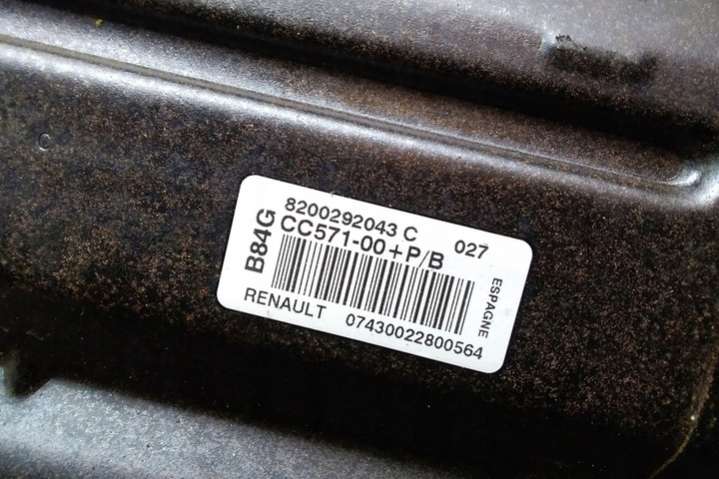 B84G
8200292043 C 027
CC571-00+P/B
ESPAGNE
RENAULT 07430022800564